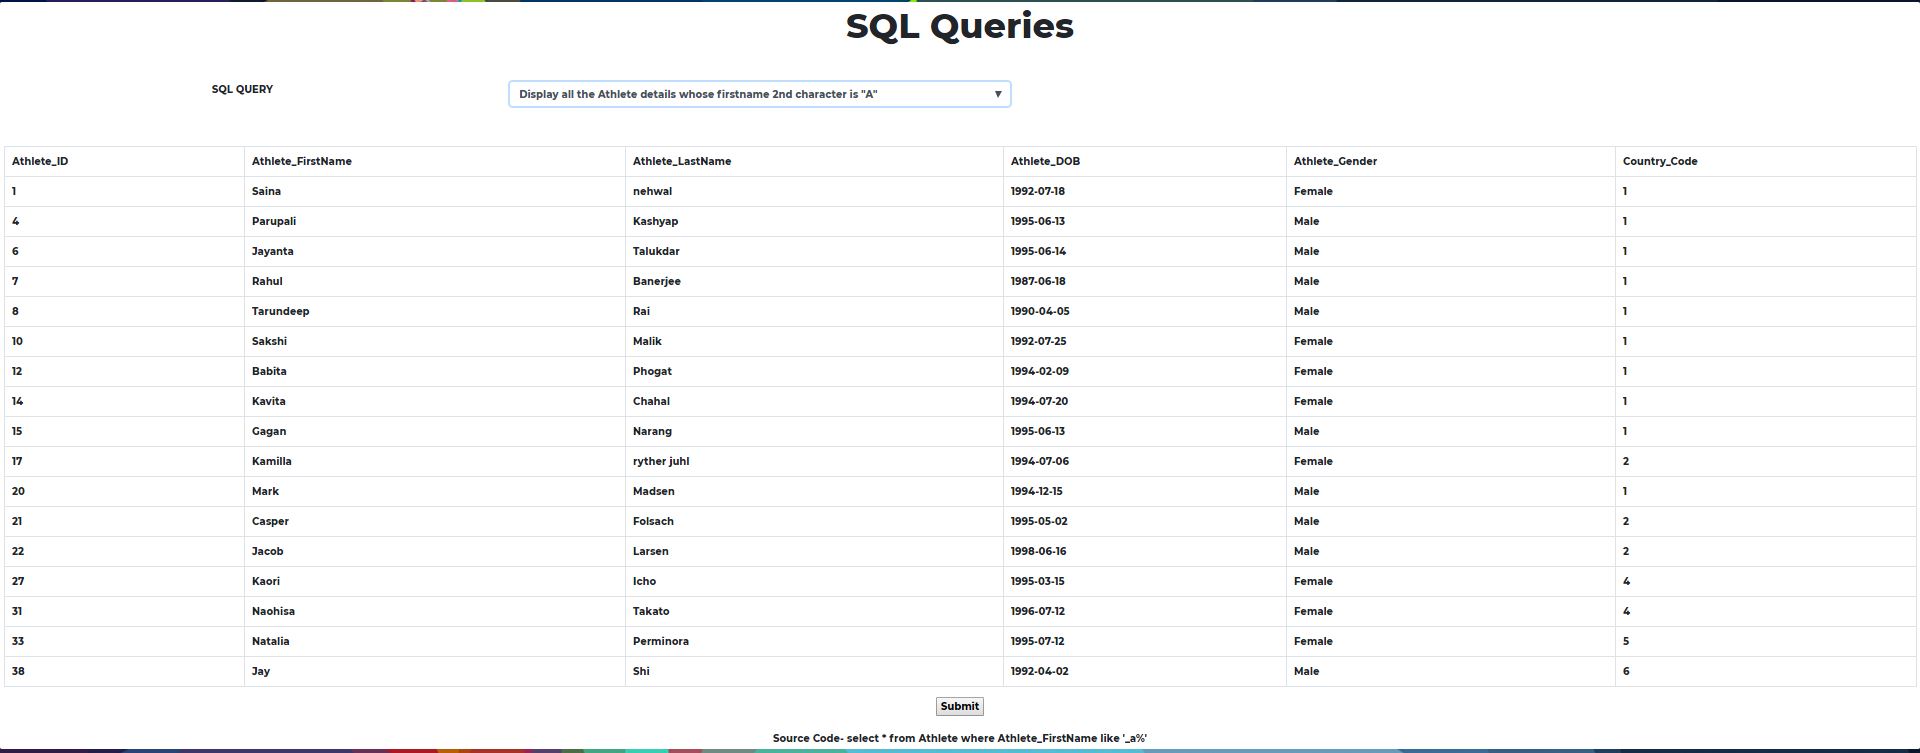 SQL Queries
SQL QUERY Display all the Athlete details whose firstname 2nd character is "A" ▼
Athlete_ID Athlete_FirstName Athlete_LastName Athlete_DOB Athlete_Gender Country_Code
1 Saina nehwal 1992-07-18 Female 1
4 Parupali Kashyap 1995-06-13 Male 1
6 Jayanta Talukdar 1995-06-14 Male 1
7 Rahul Banerjee 1987-06-18 Male 1
8 Tarundeep Rai 1990-04-05 Male 1
10 Sakshi Malik 1992-07-25 Female 1
12 Babita Phogat 1994-02-09 Female 1
14 Kavita Chahal 1994-07-20 Female 1
15 Gagan Narang 1995-06-13 Male 1
17 Kamilla ryther juhl 1994-07-06 Female 2
20 Mark Madsen 1994-12-15 Male 1
21 Casper Folsach 1995-05-02 Male 2
22 Jacob Larsen 1998-06-16 Male 2
27 Kaori Icho 1995-03-15 Female 4
31 Naohisa Takato 1996-07-12 Female 4
33 Natalia Perminora 1995-07-12 Female 5
38 Jay Shi 1992-04-02 Male 6
Submit
Source Code- select * from Athlete where Athlete_FirstName like '_a%'